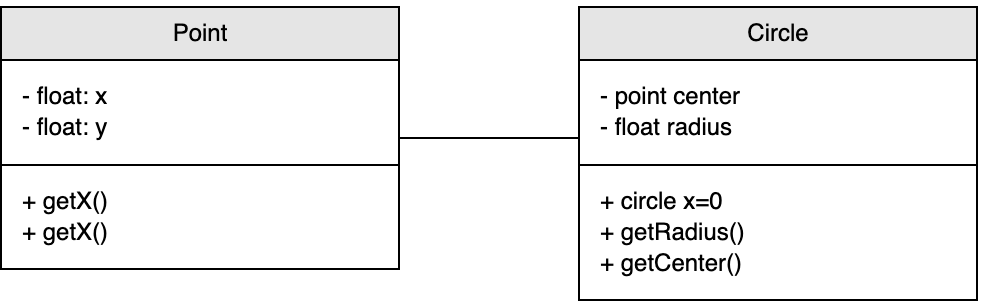 Point
- float: x
- float: y
+ getX()
+ getX()
Circle
- point center
- float radius
+ circle x=0
+ getRadius()
+ getCenter()